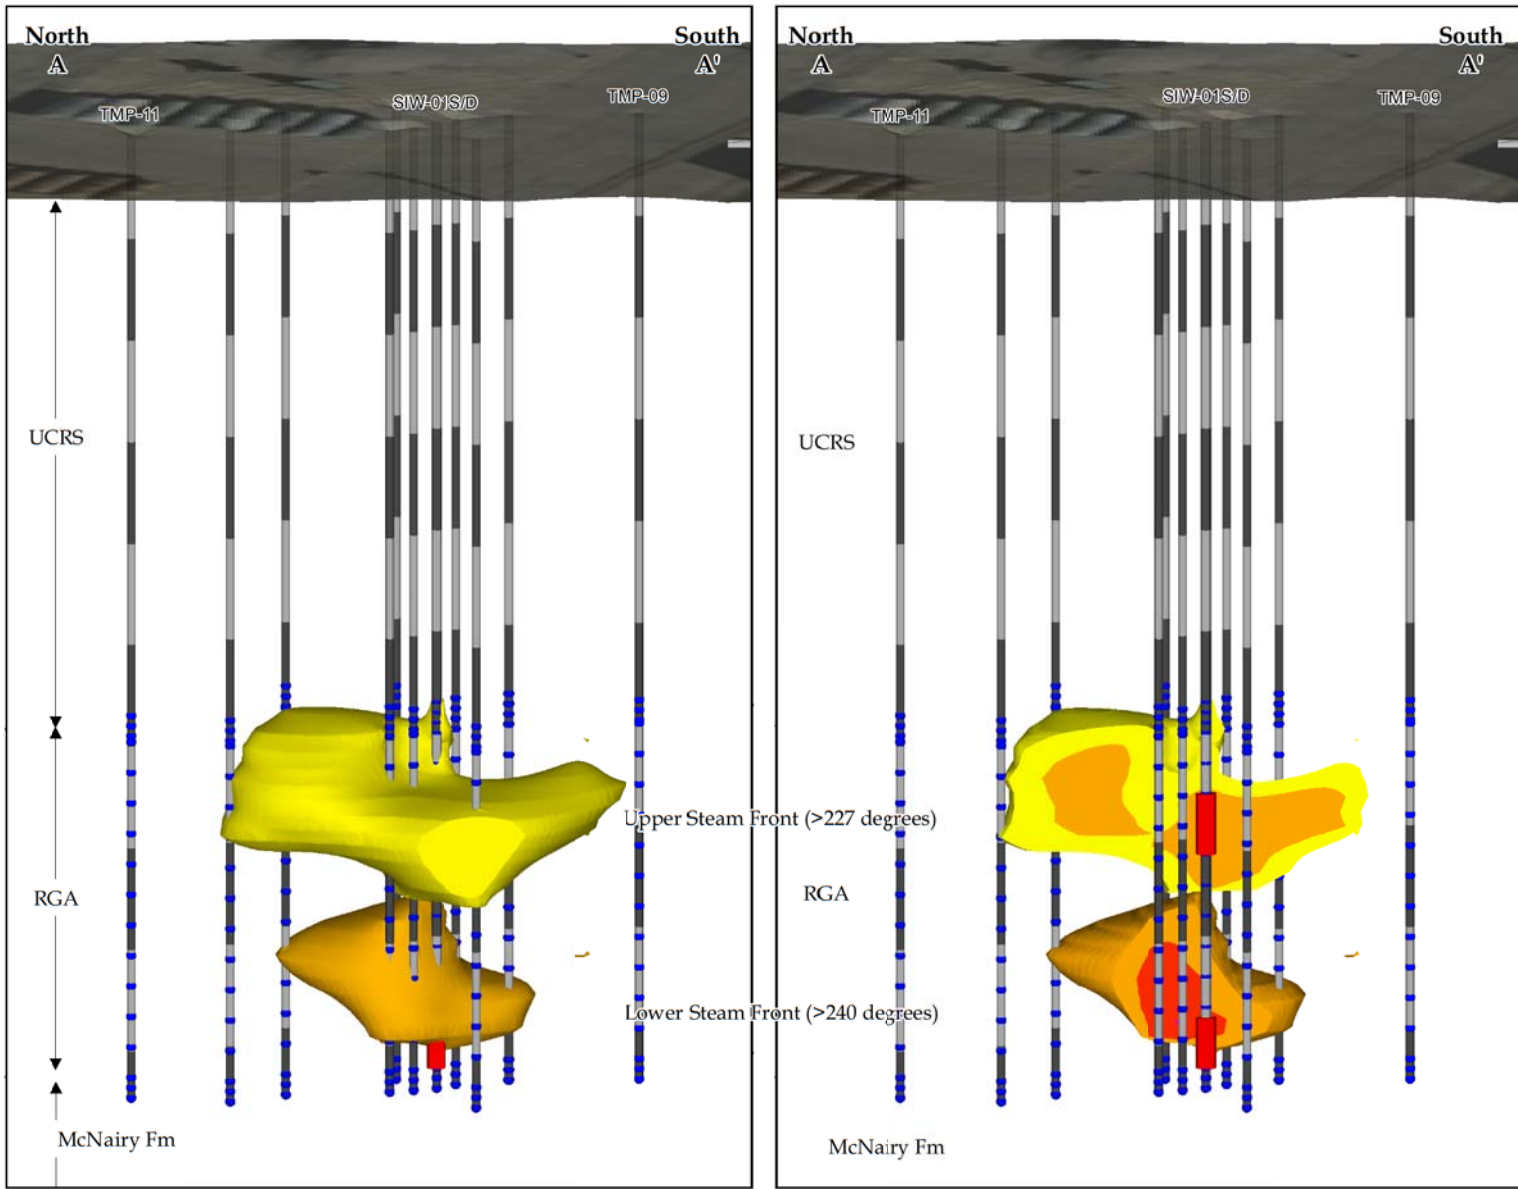 North
A
South
A'
TMP-11
SIW-01S/D
TMP-09
UCRS
RGA
McNairy Fm
North
A
South
A'
TMP-11
SIW-01S/D
TMP-09
UCRS
Upper Steam Front (>227 degrees)
RGA
Lower Steam Front (>240 degrees)
McNairy Fm